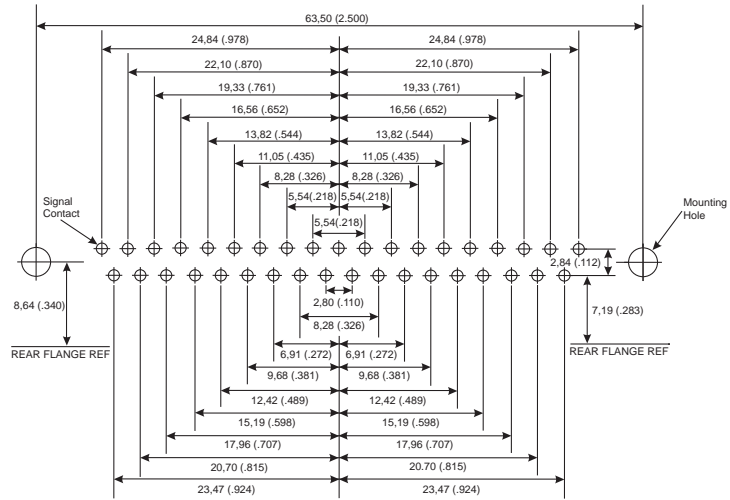 63,50 (2.500)
24,84 (.978) 24,84 (.978)
22,10 (.870) 22,10 (.870)
19,33 (.761) 19,33 (.761)
16,56 (.652) 16,56 (.652)
13,82 (.544) 13,82 (.544)
11,05 (.435) 11,05 (.435)
8,28 (.326) 8,28 (.326)
5,54(.218) 5,54(.218)
5,54(.218)
Signal
Contact
Mounting
Hole
2,84 (.112)
8,64 (.340)
2,80 (.110)
7,19 (.283)
8,28 (.326)
REAR FLANGE REF
6,91 (.272) 6,91 (.272)
REAR FLANGE REF
9,68 (.381) 9,68 (.381)
12,42 (.489) 12,42 (.489)
15,19 (.598) 15,19 (.598)
17,96 (.707) 17,96 (.707)
20,70 (.815) 20.70 (.815)
23,47 (.924) 23,47 (.924)